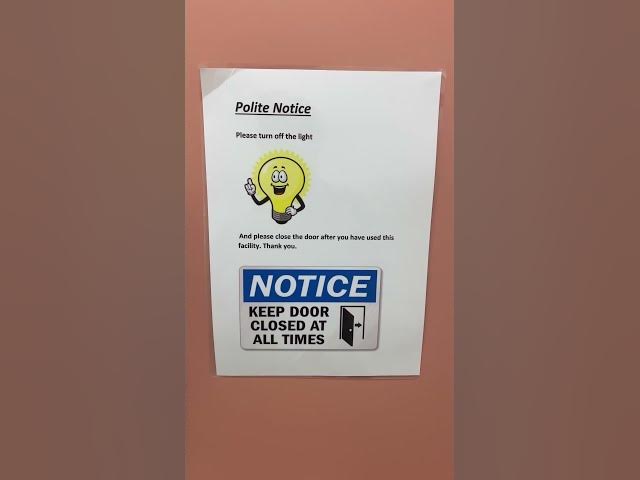 Polite Notice
Please turn off the light
And please close the door after you have used this
facility. Thank you.
NOTICE
KEEP DOOR
CLOSED AT
ALL TIMES